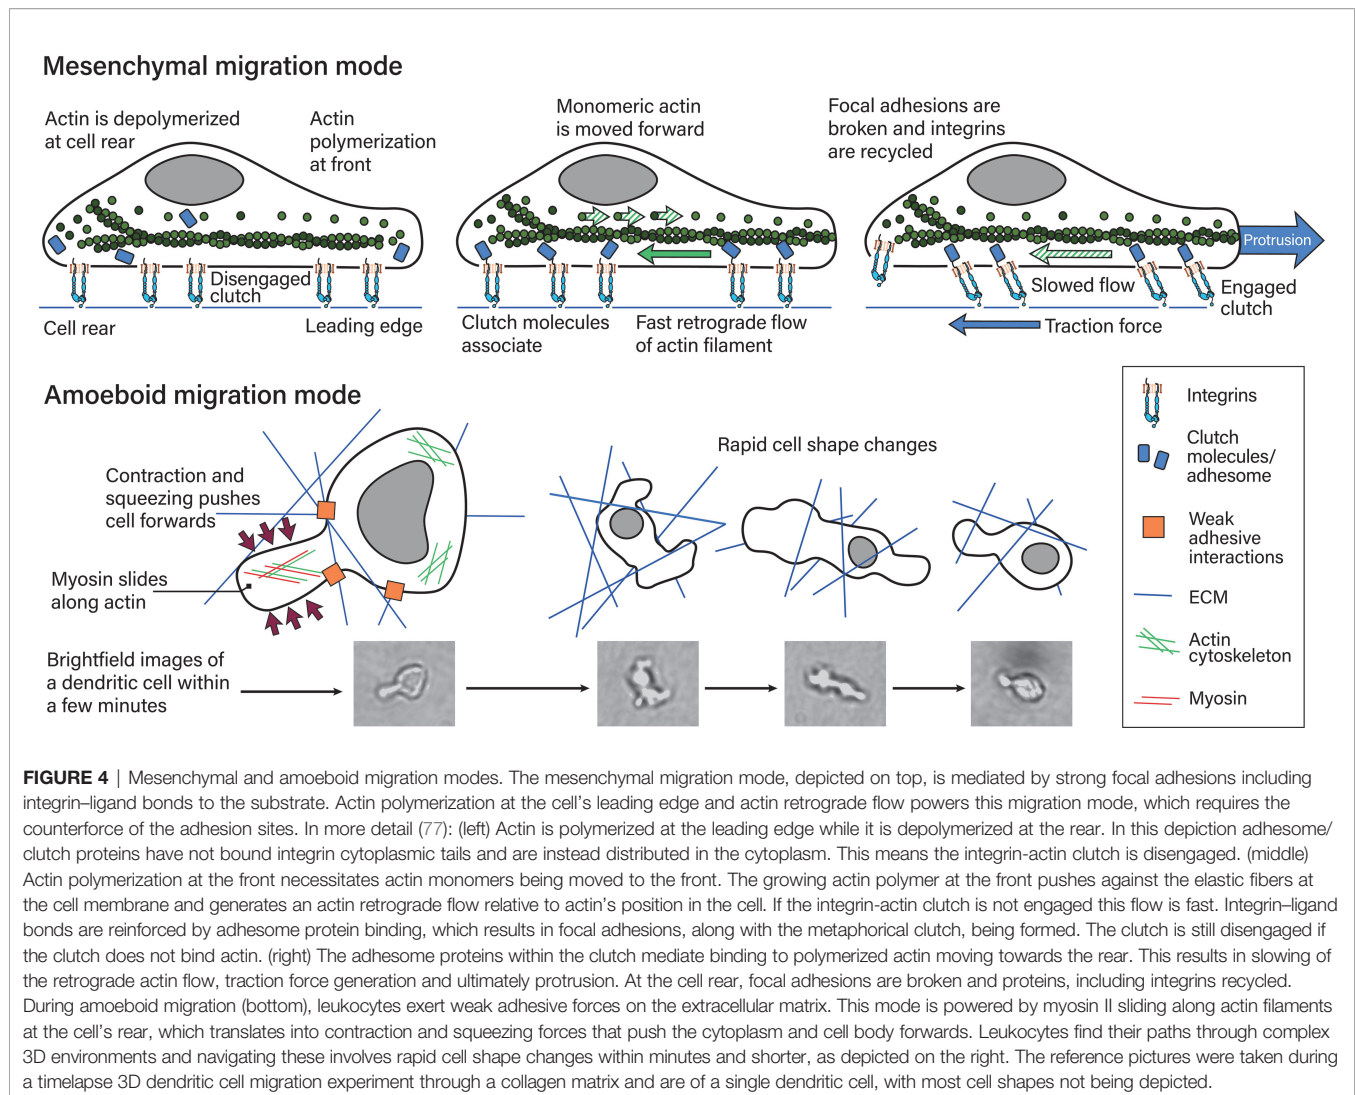 Mesenchymal migration mode
Actin is depolymerized
at cell rear
Actin
polymerization
at front
Monomeric actin
is moved forward
Focal adhesions are
broken and integrins
are recycled
Disengaged
clutch
Cell rear
Leading edge
Clutch molecules
associate
Fast retrograde flow
of actin filament
Protrusion
Slowed flow
Engaged
clutch
Traction force
Amoeboid migration mode
Contraction and
squeezing pushes
cell forwards
Myosin slides
along actin
Rapid cell shape changes
Brightfield images of
a dendritic cell within
a few minutes
Integrins
Clutch
molecules/
adhesome
Weak
adhesive
interactions
ECM
Actin
cytoskeleton
Myosin
FIGURE 4 | Mesenchymal and amoeboid migration modes. The mesenchymal migration mode, depicted on top, is mediated by strong focal adhesions including
integrin–ligand bonds to the substrate. Actin polymerization at the cell's leading edge and actin retrograde flow powers this migration mode, which requires the
counterforce of the adhesion sites. In more detail (77): (left) Actin is polymerized at the leading edge while it is depolymerized at the rear. In this depiction adhesome/
clutch proteins have not bound integrin cytoplasmic tails and are instead distributed in the cytoplasm. This means the integrin-actin clutch is disengaged. (middle)
Actin polymerization at the front necessitates actin monomers being moved to the front. The growing actin polymer at the front pushes against the elastic fibers at
the cell membrane and generates an actin retrograde flow relative to actin's position in the cell. If the integrin-actin clutch is not engaged this flow is fast. Integrin–ligand
bonds are reinforced by adhesome protein binding, which results in focal adhesions, along with the metaphorical clutch, being formed. The clutch is still disengaged if
the clutch does not bind actin. (right) The adhesome proteins within the clutch mediate binding to polymerized actin moving towards the rear. This results in slowing of
the retrograde actin flow, traction force generation and ultimately protrusion. At the cell rear, focal adhesions are broken and proteins, including integrins recycled.
During amoeboid migration (bottom), leukocytes exert weak adhesive forces on the extracellular matrix. This mode is powered by myosin II sliding along actin filaments
at the cell's rear, which translates into contraction and squeezing forces that push the cytoplasm and cell body forwards. Leukocytes find their paths through complex
3D environments and navigating these involves rapid cell shape changes within minutes and shorter, as depicted on the right. The reference pictures were taken during
a timelapse 3D dendritic cell migration experiment through a collagen matrix and are of a single dendritic cell, with most cell shapes not being depicted.